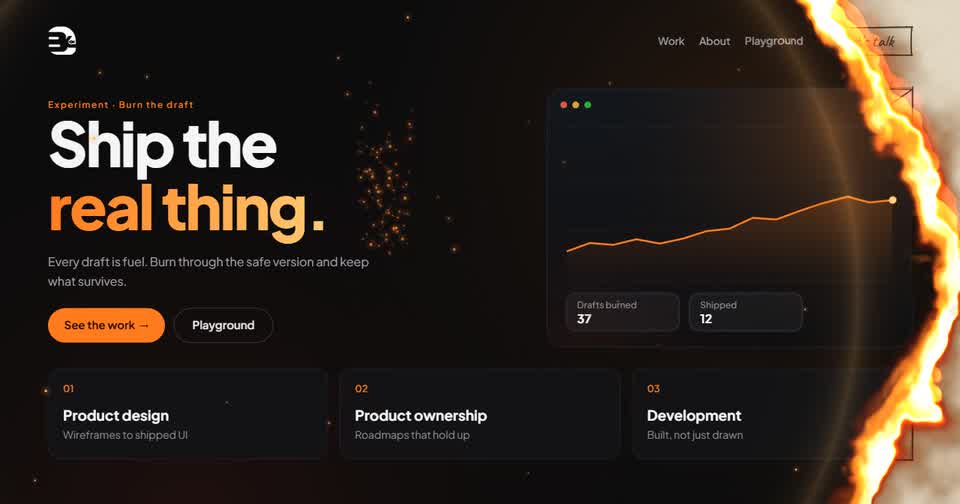 Work About Playground talk
Experiment · Burn the draft
Ship the
real thing.
Every draft is fuel. Burn through the safe version and keep
what survives.
See the work → Playground
Drafts burned
37
Shipped
12
01
Product design
Wireframes to shipped UI
02
Product ownership
Roadmaps that hold up
03
Development
Built, not just drawn